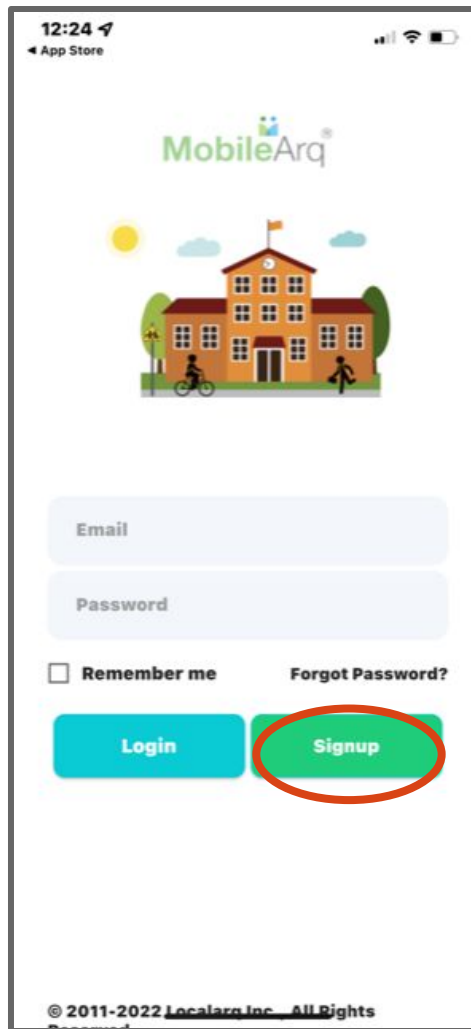 12:24
◀ App Store
MobileArq®
Email
Password
Remember me
Forgot Password?
Login
Signup
© 2011-2022 Localarq Inc., All Rights
Reserved